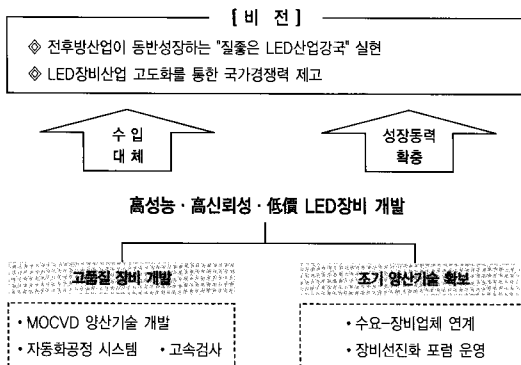 [비 전]
◈ 전후방산업이 동반성장하는 "질좋은 LED산업강국" 실현
◈ LED장비산업 고도화를 통한 국가경쟁력 제고
수 입
대 체
성장동력
확충
高성능 · 高신뢰성 · 低價 LED장비 개발
고품질 장비 개발
조기 양산기술 확보
• MOCVD 양산기술 개발
• 자동화공정 시스템 • 고속검사
• 수요-장비업체 연계
• 장비선진화 포럼 운영